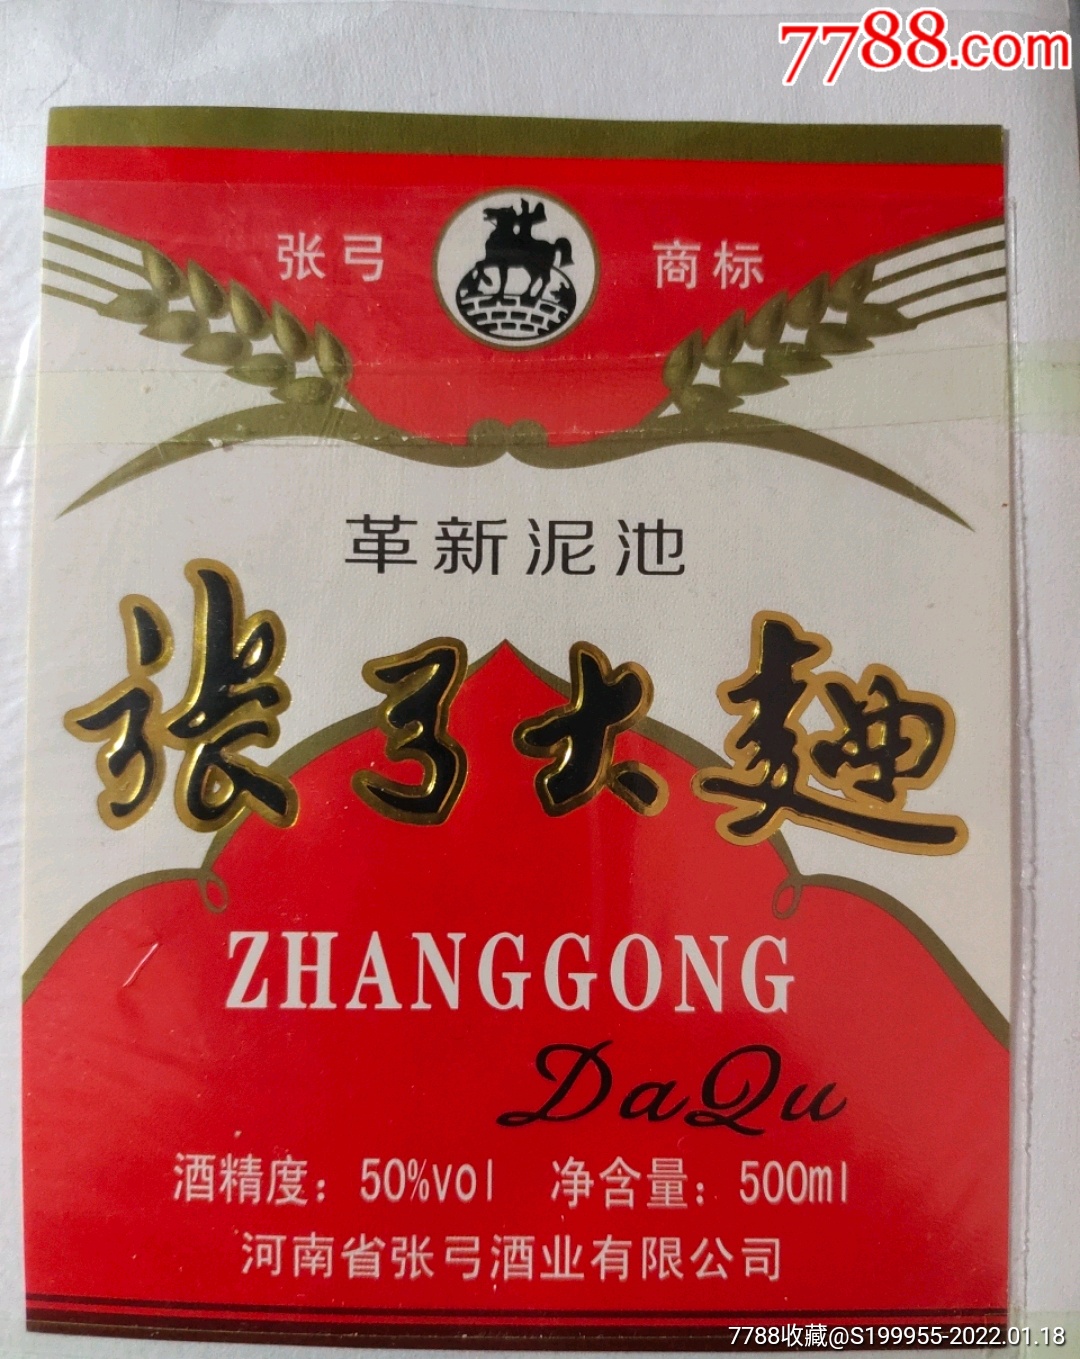 7788.com
张弓 商标
革新泥池
张弓大麯
ZHANGGONG
DaQu
酒精度：50%vol 净含量：500ml
河南省张弓酒业有限公司
7788收藏@S199955-2022.01.18